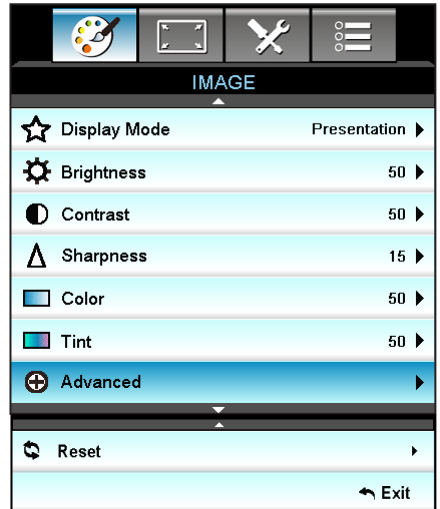 IMAGE
Display Mode Presentation
Brightness 50
Contrast 50
Sharpness 15
Color 50
Tint 50
Advanced
Reset
Exit